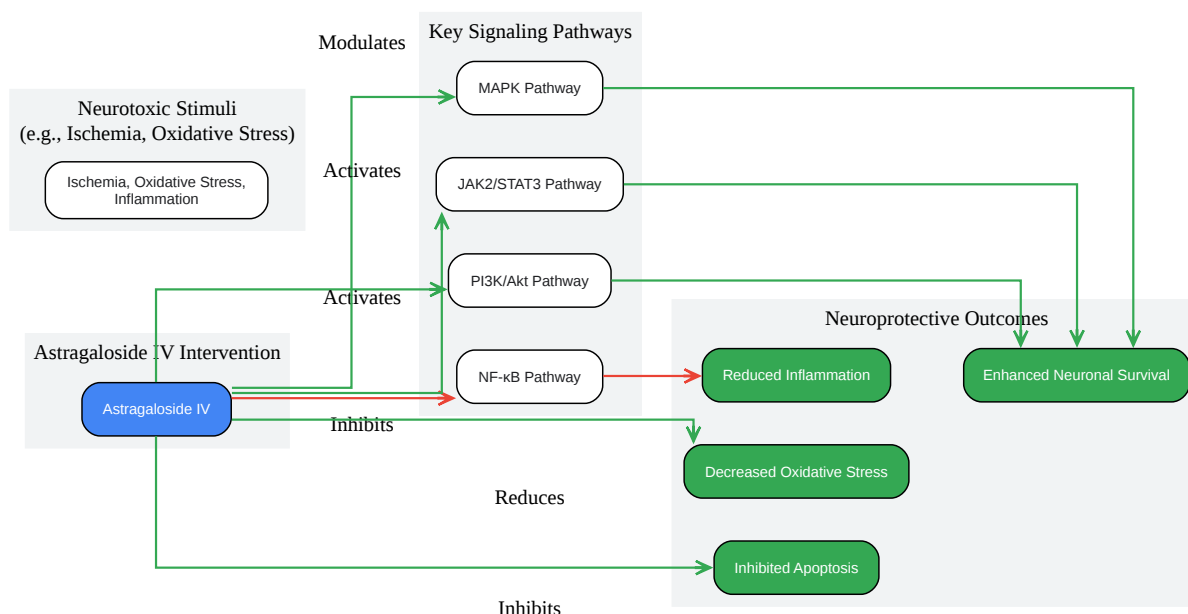 Modulates
Key Signaling Pathways
MAPK Pathway
Neurotoxic Stimuli
(e.g., Ischemia, Oxidative Stress)
Ischemia, Oxidative Stress,
Inflammation
Activates
JAK2/STAT3 Pathway
PI3K/Akt Pathway
Activates
Neuroprotective Outcomes
Astragaloside IV Intervention
Astragaloside IV
NF-κB Pathway
Reduced Inflammation
Enhanced Neuronal Survival
Inhibits
Decreased Oxidative Stress
Reduces
Inhibited Apoptosis
Inhibits